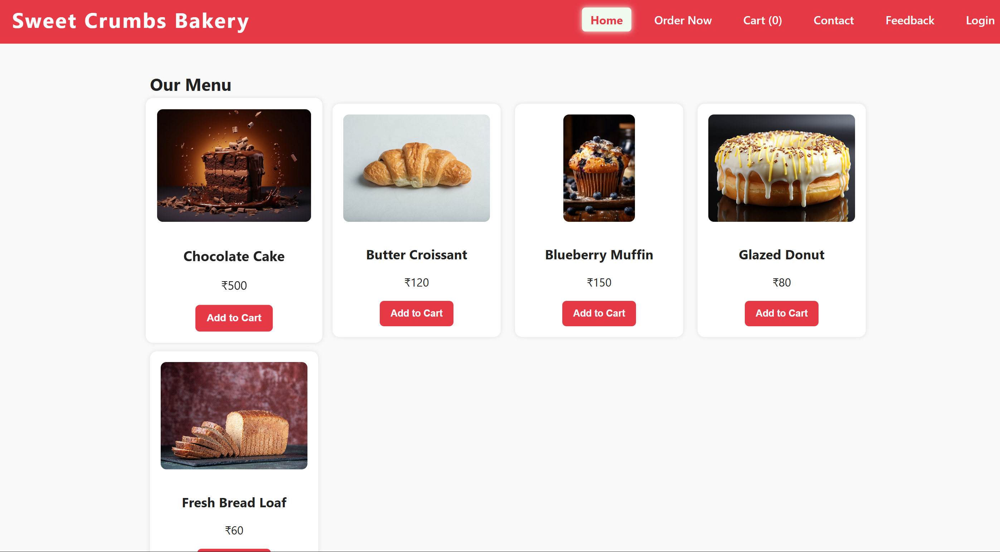 Sweet Crumbs Bakery
Home
Order Now
Cart (0)
Contact
Feedback
Login
Our Menu
Chocolate Cake
₹500
Add to Cart
Butter Croissant
₹120
Add to Cart
Blueberry Muffin
₹150
Add to Cart
Glazed Donut
₹80
Add to Cart
Fresh Bread Loaf
₹60